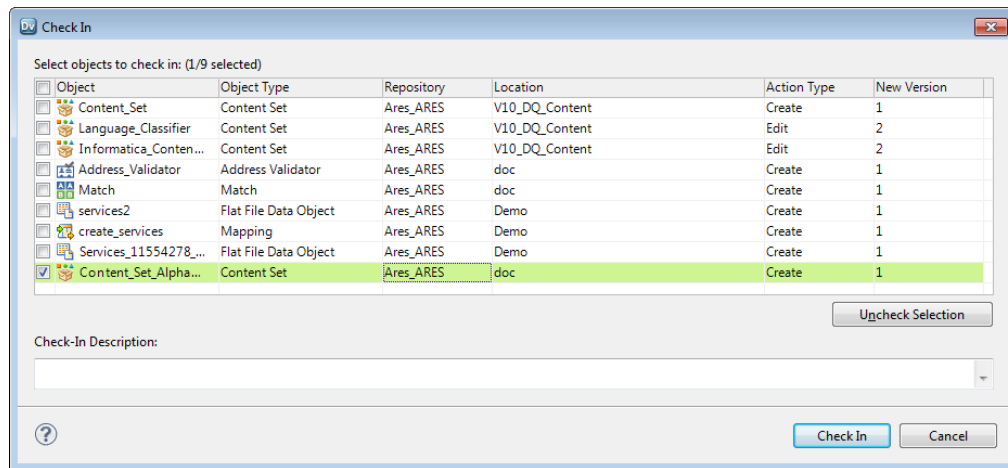 Dv Check In
Select objects to check in: (1/9 selected)
Object Object Type Repository Location Action Type New Version
Content_Set Content Set Ares_ARES V10_DQ_Content Create 1
Language_Classifier Content Set Ares_ARES V10_DQ_Content Edit 2
Informatica_Conten... Content Set Ares_ARES V10_DQ_Content Edit 2
Address_Validator Address Validator Ares_ARES doc Create 1
Match Match Ares_ARES doc Create 1
services2 Flat File Data Object Ares_ARES Demo Create 1
create_services Mapping Ares_ARES Demo Create 1
Services_11554278_... Flat File Data Object Ares_ARES Demo Create 1
Content_Set_Alpha... Content Set Ares_ARES doc Create 1
Uncheck Selection
Check-In Description:
? Check In Cancel